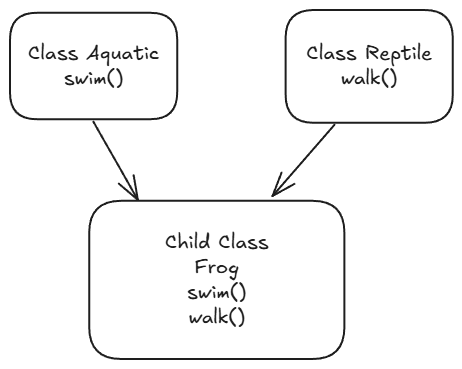 Class Aquatic
swim()
Class Reptile
walk()
Child Class
Frog
swim()
walk()